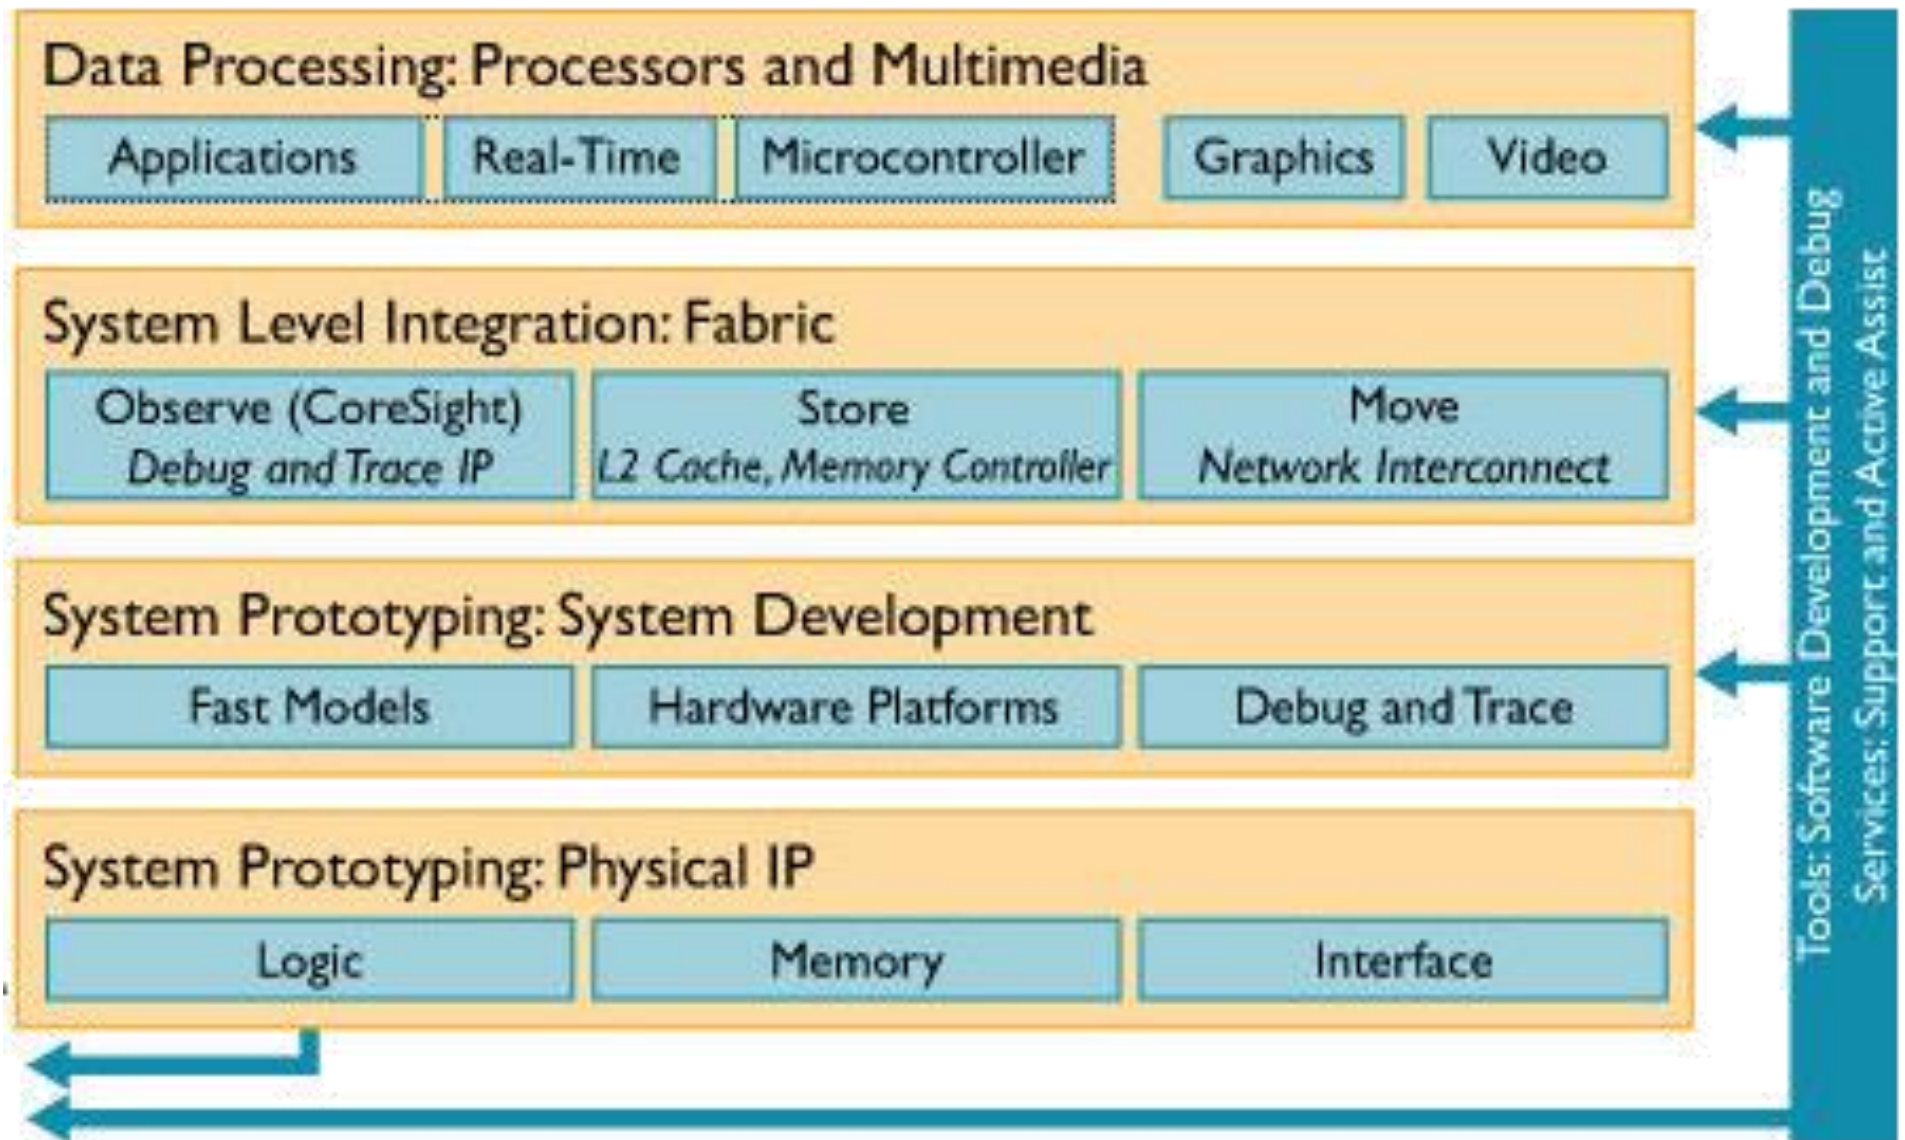 Data Processing: Processors and Multimedia
Applications
Real-Time
Microcontroller
Graphics
Video
System Level Integration: Fabric
Observe (CoreSight)
Debug and Trace IP
Store
L2 Cache, Memory Controller
Move
Network Interconnect
System Prototyping: System Development
Fast Models
Hardware Platforms
Debug and Trace
System Prototyping: Physical IP
Logic
Memory
Interface
Tools: Software Development and Debug
Services: Support and Active Assist